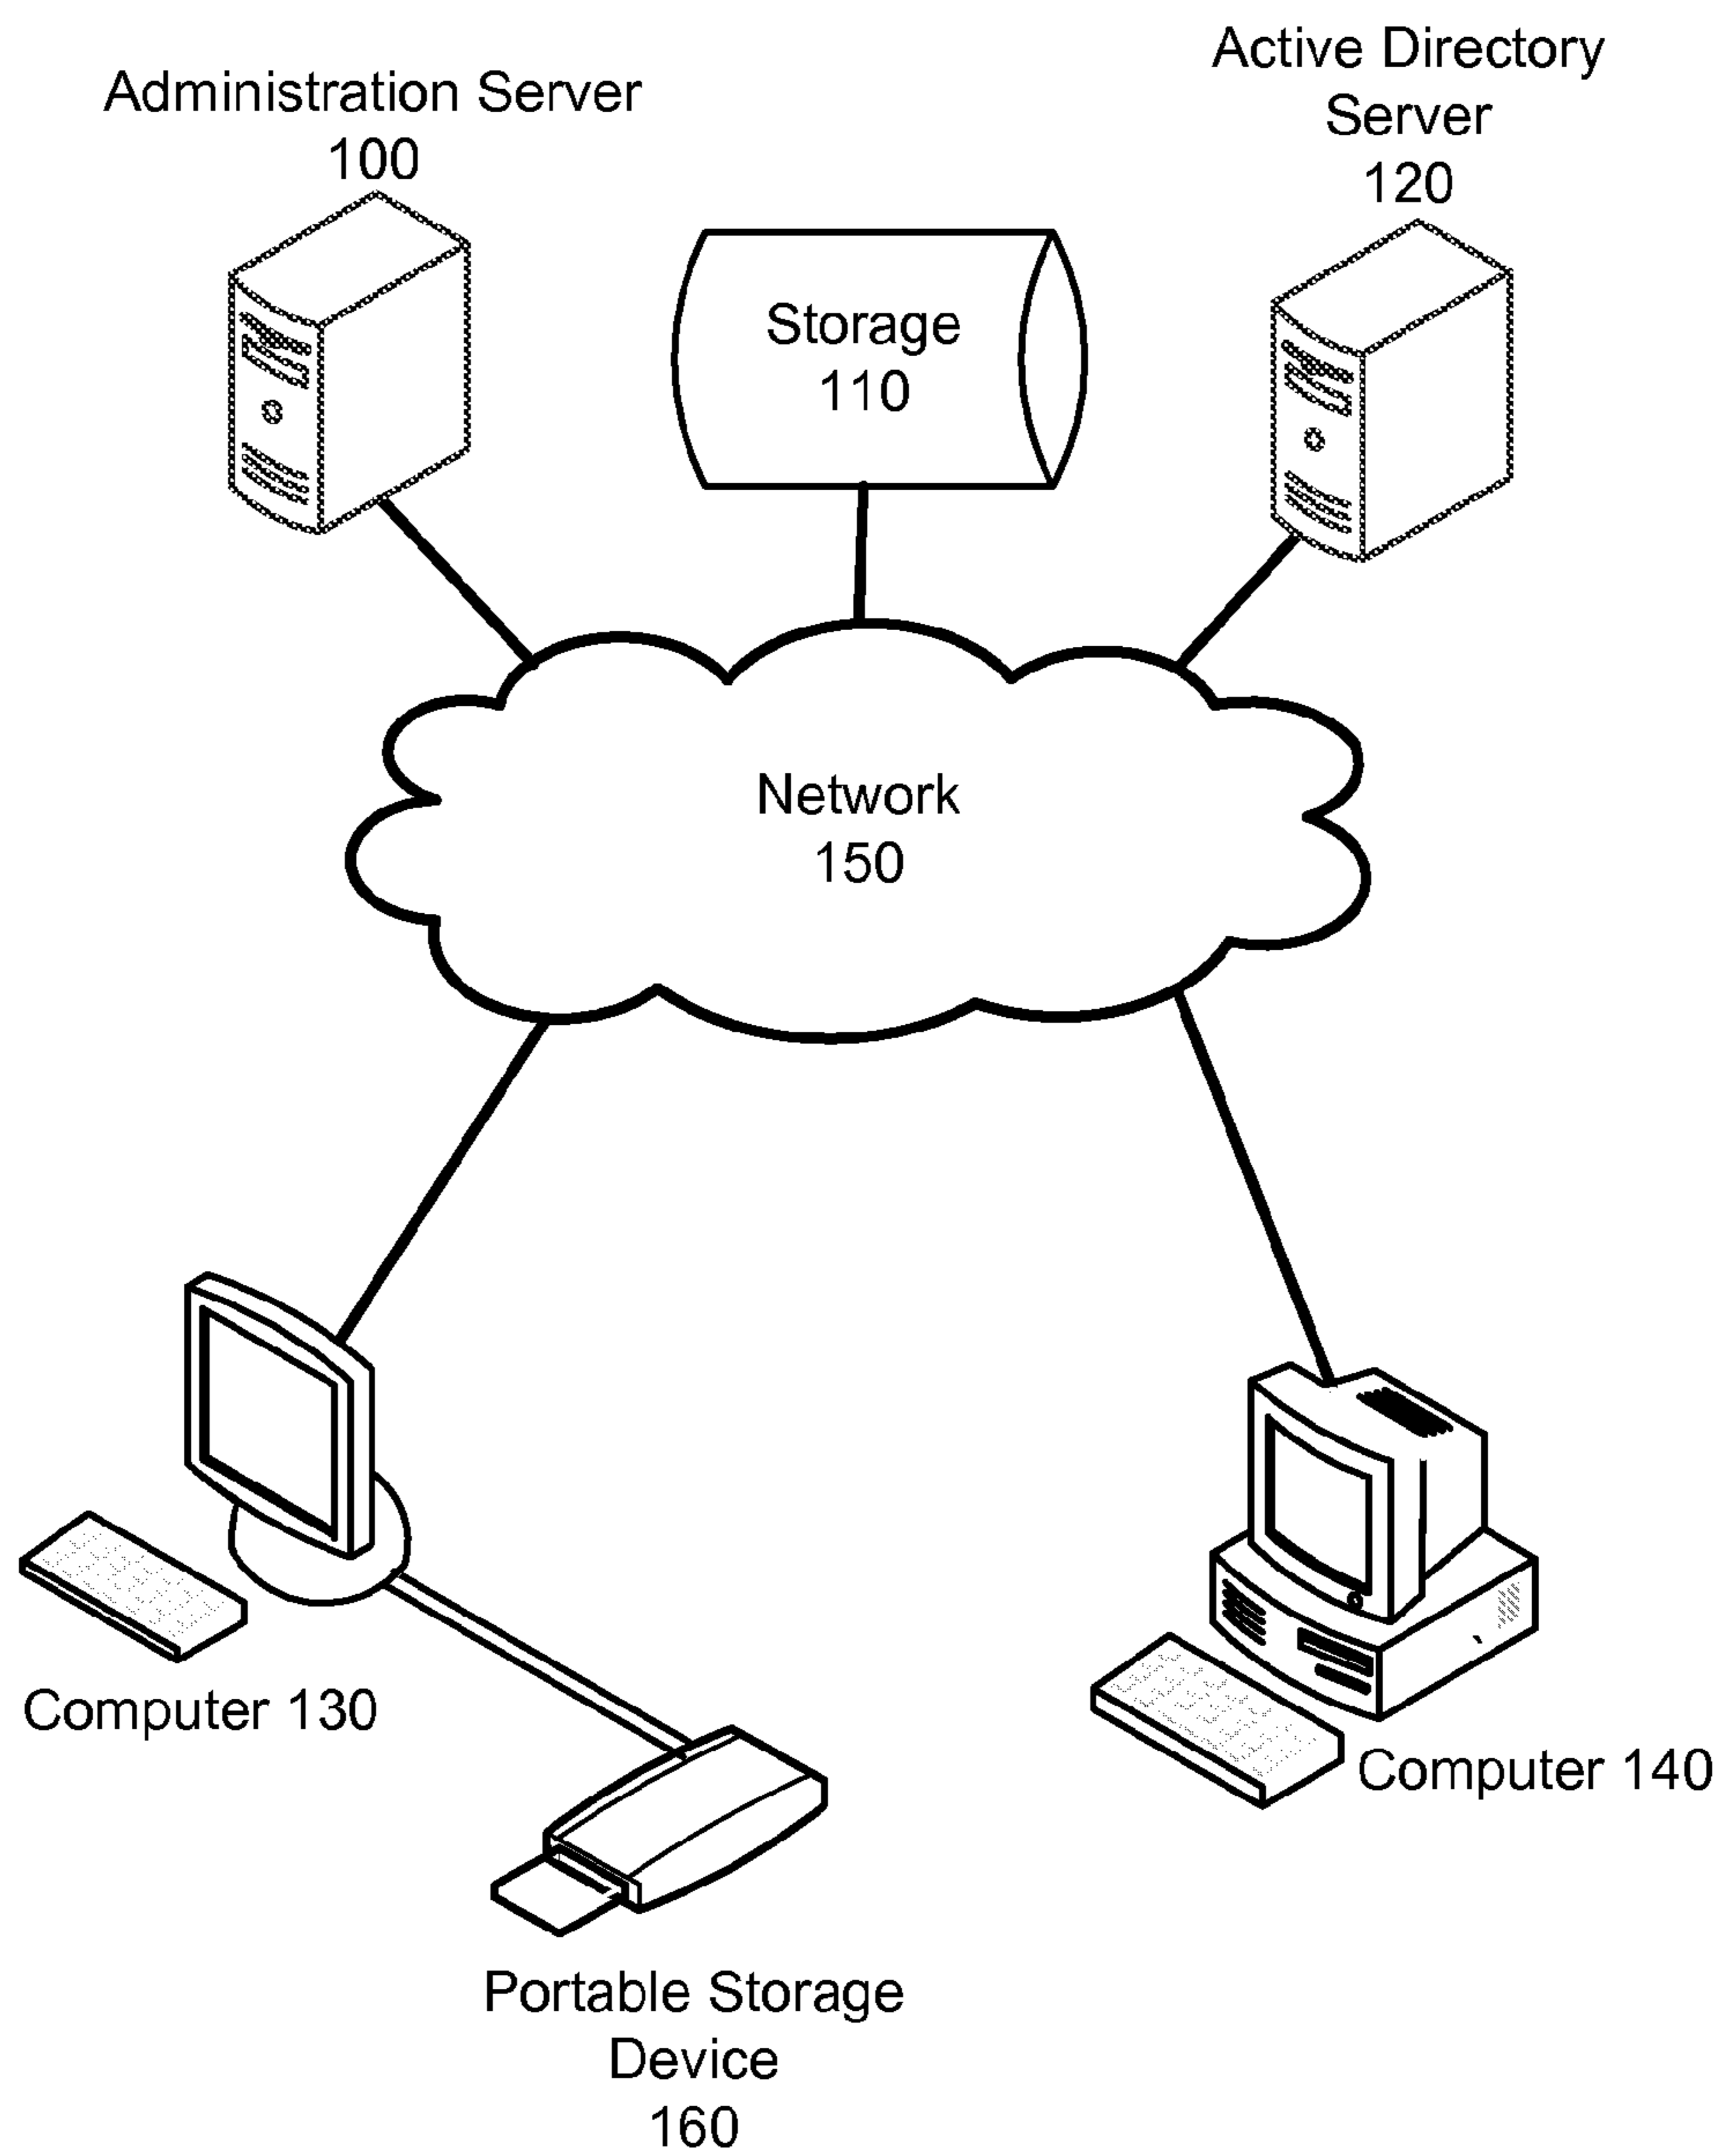 Administration Server
100
Active Directory
Server
120
Storage
110
Network
150
Computer 130
Computer 140
Portable Storage
Device
160